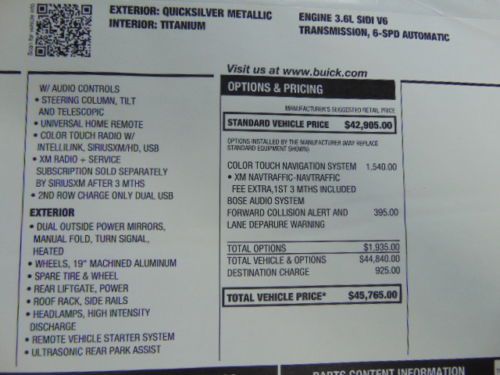 Scan for vehicle info
EXTERIOR: QUICKSILVER METALLIC
INTERIOR: TITANIUM
ENGINE 3.6L SIDI V6
TRANSMISSION, 6-SPD AUTOMATIC
Visit us at www.buick.com
W/ AUDIO CONTROLS
• STEERING COLUMN, TILT
AND TELESCOPIC
• UNIVERSAL HOME REMOTE
• COLOR TOUCH RADIO W/
INTELLILINK, SIRIUSXM/HD, USB
• XM RADIO + SERVICE
SUBSCRIPTION SOLD SEPARATELY
BY SIRIUSXM AFTER 3 MTHS
• 2ND ROW CHARGE ONLY DUAL USB
EXTERIOR
• DUAL OUTSIDE POWER MIRRORS,
MANUAL FOLD, TURN SIGNAL,
HEATED
• WHEELS, 19" MACHINED ALUMINUM
• SPARE TIRE & WHEEL
• REAR LIFTGATE, POWER
• ROOF RACK, SIDE RAILS
• HEADLAMPS, HIGH INTENSITY
DISCHARGE
• REMOTE VEHICLE STARTER SYSTEM
• ULTRASONIC REAR PARK ASSIST
OPTIONS & PRICING
MANUFACTURER'S SUGGESTED RETAIL PRICE
STANDARD VEHICLE PRICE $42,905.00
OPTIONS INSTALLED BY THE MANUFACTURER (MAY REPLACE
STANDARD EQUIPMENT SHOWN)
COLOR TOUCH NAVIGATION SYSTEM 1,540.00
• XM NAVTRAFFIC-NAVTRAFFIC
FEE EXTRA,1ST 3 MTHS INCLUDED
BOSE AUDIO SYSTEM
FORWARD COLLISION ALERT AND 395.00
LANE DEPARURE WARNING
TOTAL OPTIONS $1,935.00
TOTAL VEHICLE & OPTIONS $44,840.00
DESTINATION CHARGE 925.00
TOTAL VEHICLE PRICE* $45,765.00
PARTS CONTENT INFORMATION